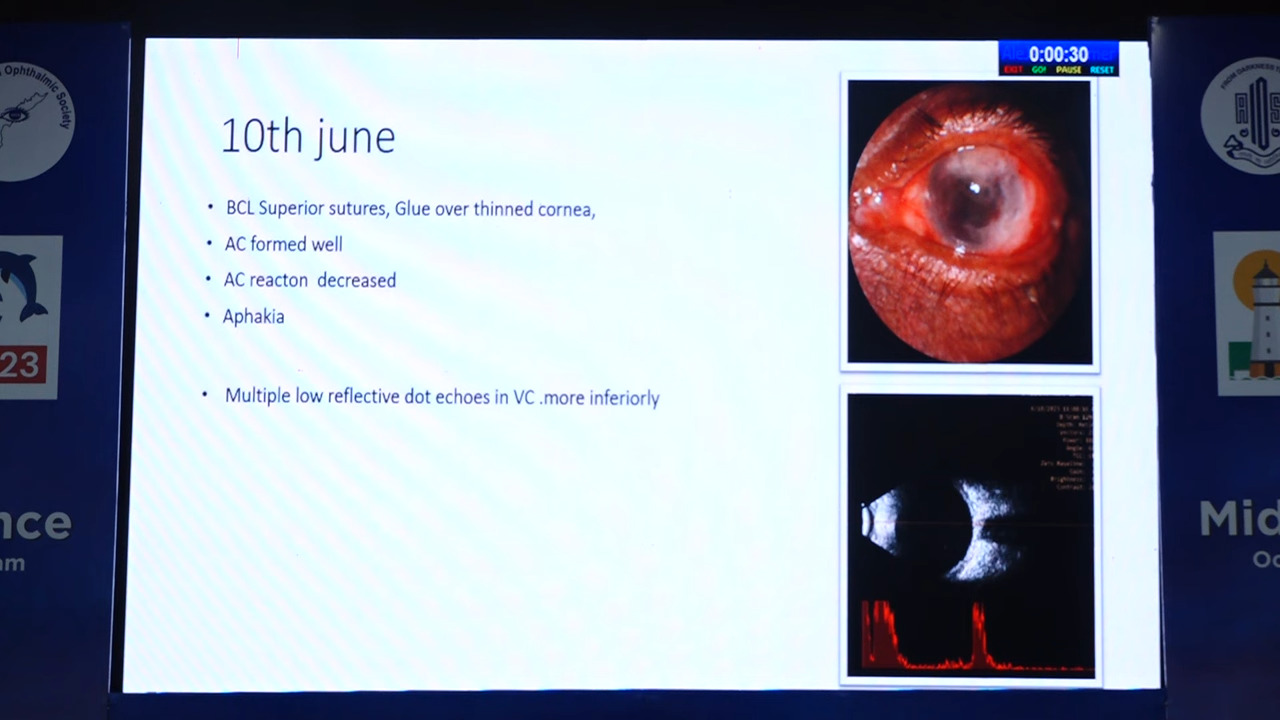 Ophthalmic Society
23
nce
am
10th june
• BCL Superior sutures, Glue over thinned cornea,
• AC formed well
• AC reacton  decreased
• Aphakia
• Multiple low reflective dot echoes in VC .more inferiorly
0:00:30
EXIT GO! PAUSE RESET
FROM DARKNESS
Mid
Oc